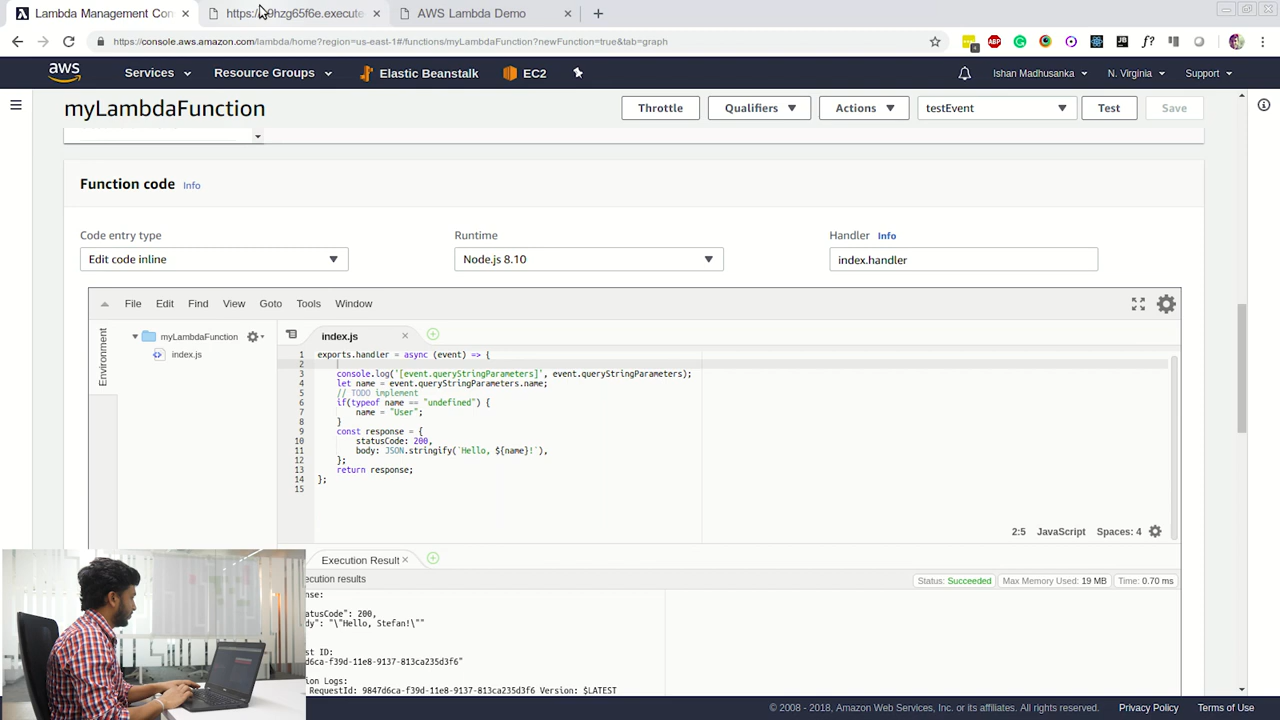 Lambda Management Con
https: 9hzg65f6e.execute
AWS Lambda Demo
https://console.aws.amazon.com/lambda/home?region=us-east-1#/functions/myLambdaFunction?newFunction=true&tab=graph
aws
Services
Resource Groups
Elastic Beanstalk
EC2
Ishan Madhusanka
N. Virginia
Support
myLambdaFunction
Throttle
Qualifiers
Actions
testEvent
Test
Save
Function code Info
Code entry type
Runtime
Handler Info
Edit code inline
Node.js 8.10
index.handler
File Edit Find View Goto Tools Window
Environment
myLambdaFunction
index.js
index.js
1 exports.handler = async (event) => {
2
3 console.log('[event.queryStringParameters]', event.queryStringParameters);
4 let name = event.queryStringParameters.name;
5 // TODO implement
6 if(typeof name == "undefined") {
7 name = "User";
8 }
9 const response = {
10 statusCode: 200,
11 body: JSON.stringify(`Hello, ${name}!`),
12 };
13 return response;
14 };
15
2:5 JavaScript Spaces: 4
Execution Result
ecution results
Status: Succeeded Max Memory Used: 19 MB Time: 0.70 ms
onse:
atusCode": 200,
dy": "\"Hello, Stefan!\""
est ID:
d6ca-f39d-11e8-9137-813ca235d3f6"
ction Logs:
RequestId: 9847d6ca-f39d-11e8-9137-813ca235d3f6 Version: $LATEST
© 2008 - 2018, Amazon Web Services, Inc. or its affiliates. All rights reserved.
Privacy Policy
Terms of Use